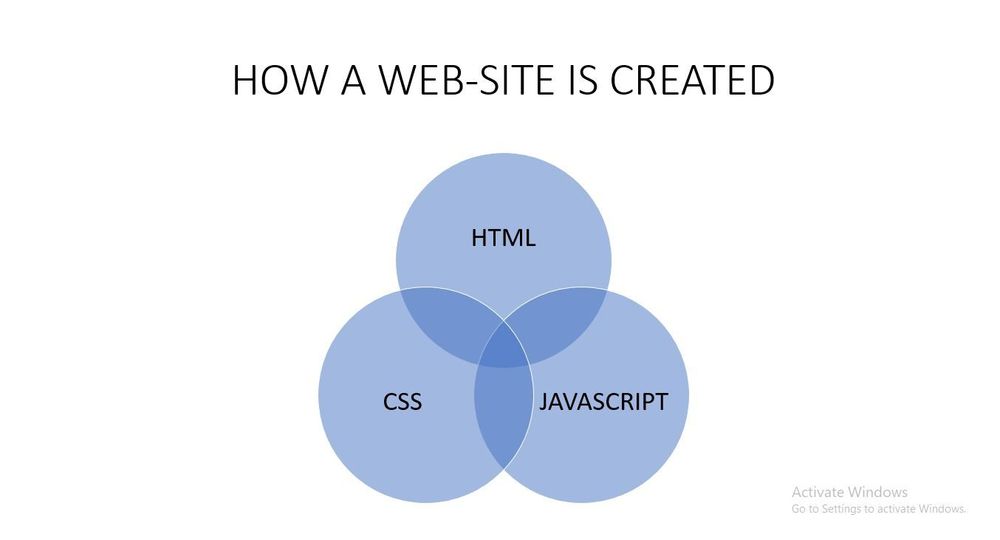 HOW A WEB-SITE IS CREATED
HTML
CSS
JAVASCRIPT
Activate Windows
Go to Settings to activate Windows.